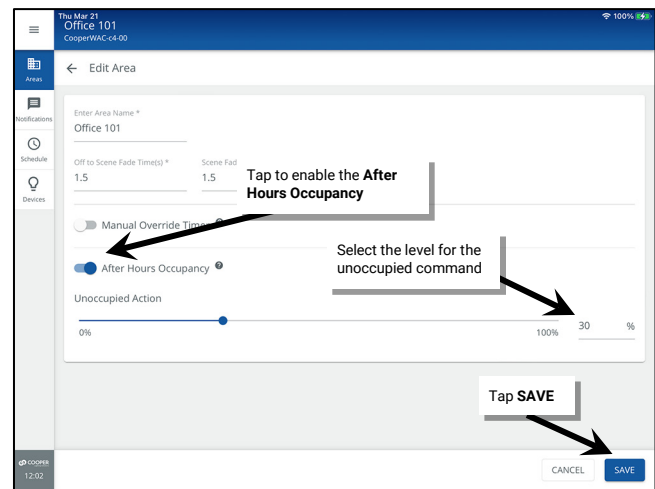 Thu Mar 21
Office 101
CooperWAC-c4-00
100%
Areas
Edit Area
Notifications
Enter Area Name *
Office 101
Schedule
Off to Scene Fade Time(s) *
Scene Fad
1.5
1.5
Tap to enable the After
Hours Occupancy
Devices
Manual Override Time
Select the level for the
unoccupied command
After Hours Occupancy
Unoccupied Action
0%
100%
30 %
Tap SAVE
COOPER
12:02
CANCEL
SAVE